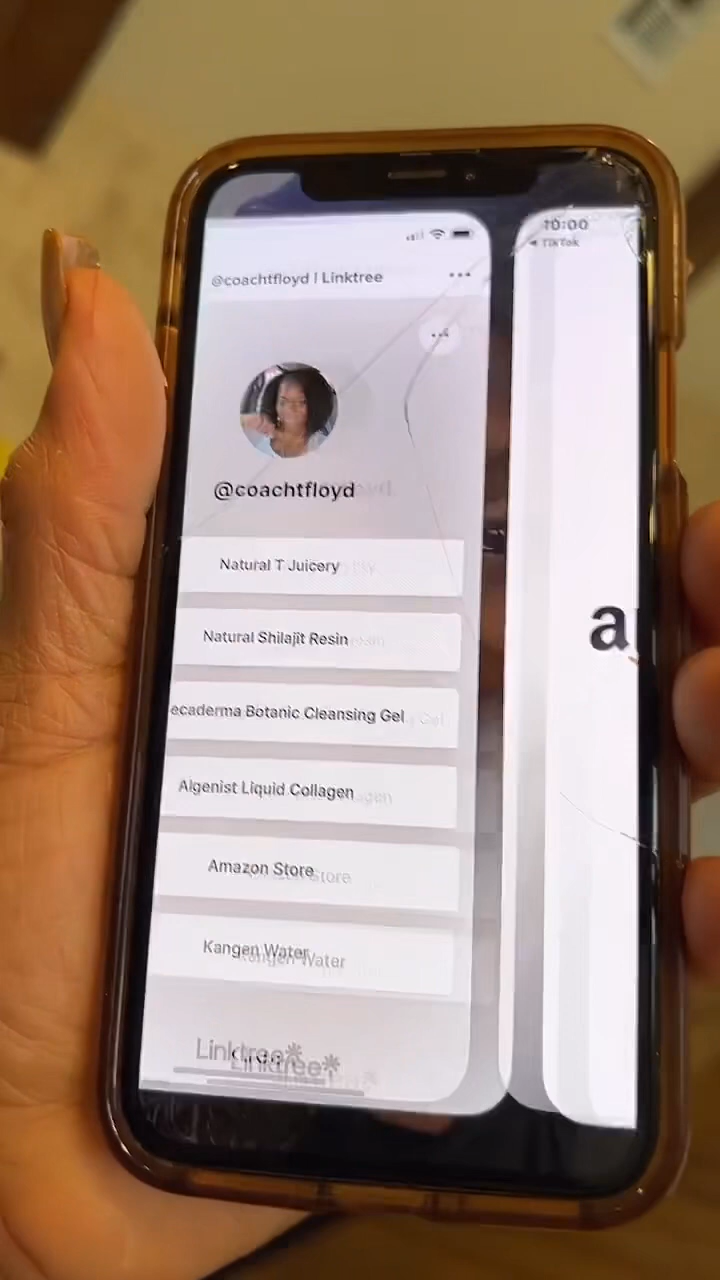 10:00
TikTok
@coachtfloyd | Linktree
@coachtfloyd
Natural T Juicery
Natural Shilajit Resin
ecaderma Botanic Cleansing Gel
Algenist Liquid Collagen
Amazon Store
Kangen Water
Linktree*
a